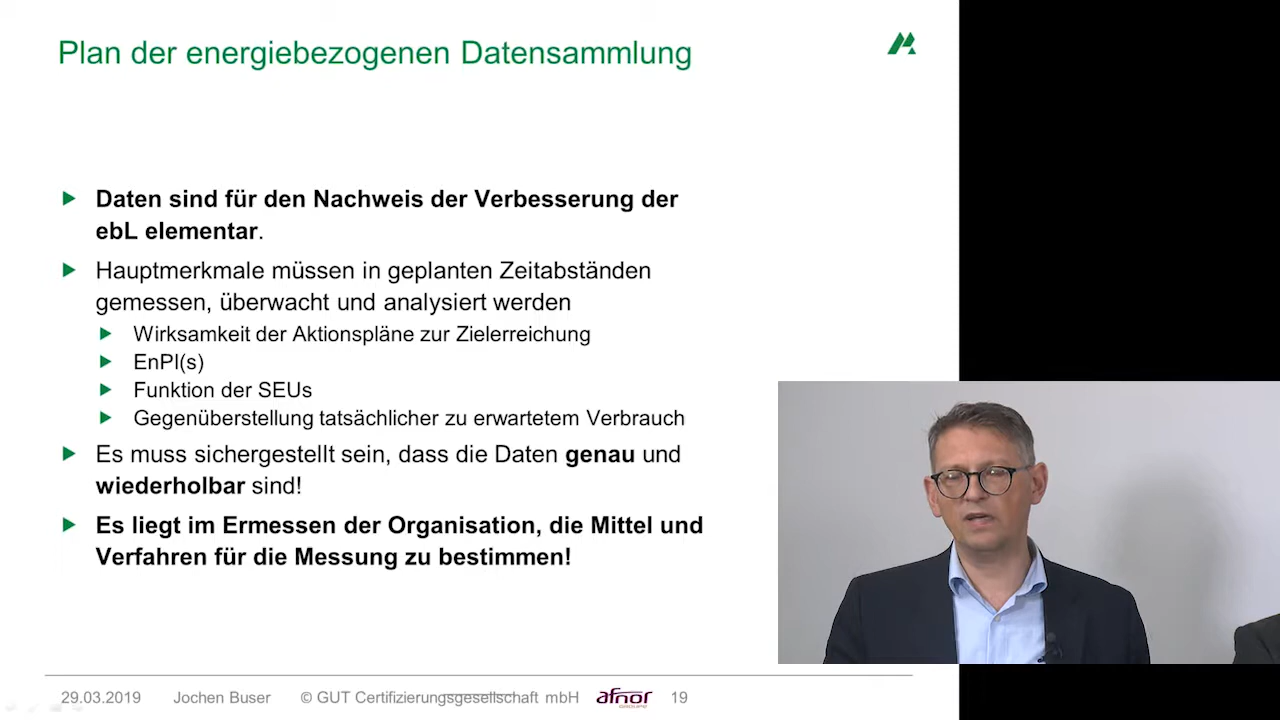 Plan der energiebezogenen Datensammlung
Daten sind für den Nachweis der Verbesserung der
ebL elementar.
Hauptmerkmale müssen in geplanten Zeitabständen
gemessen, überwacht und analysiert werden
Wirksamkeit der Aktionspläne zur Zielerreichung
EnPI(s)
Funktion der SEUs
Gegenüberstellung tatsächlicher zu erwartetem Verbrauch
Es muss sichergestellt sein, dass die Daten genau und
wiederholbar sind!
Es liegt im Ermessen der Organisation, die Mittel und
Verfahren für die Messung zu bestimmen!
29.03.2019 Jochen Buser © GUT Certifizierungsgesellschaft mbH afnor GROUPE 19